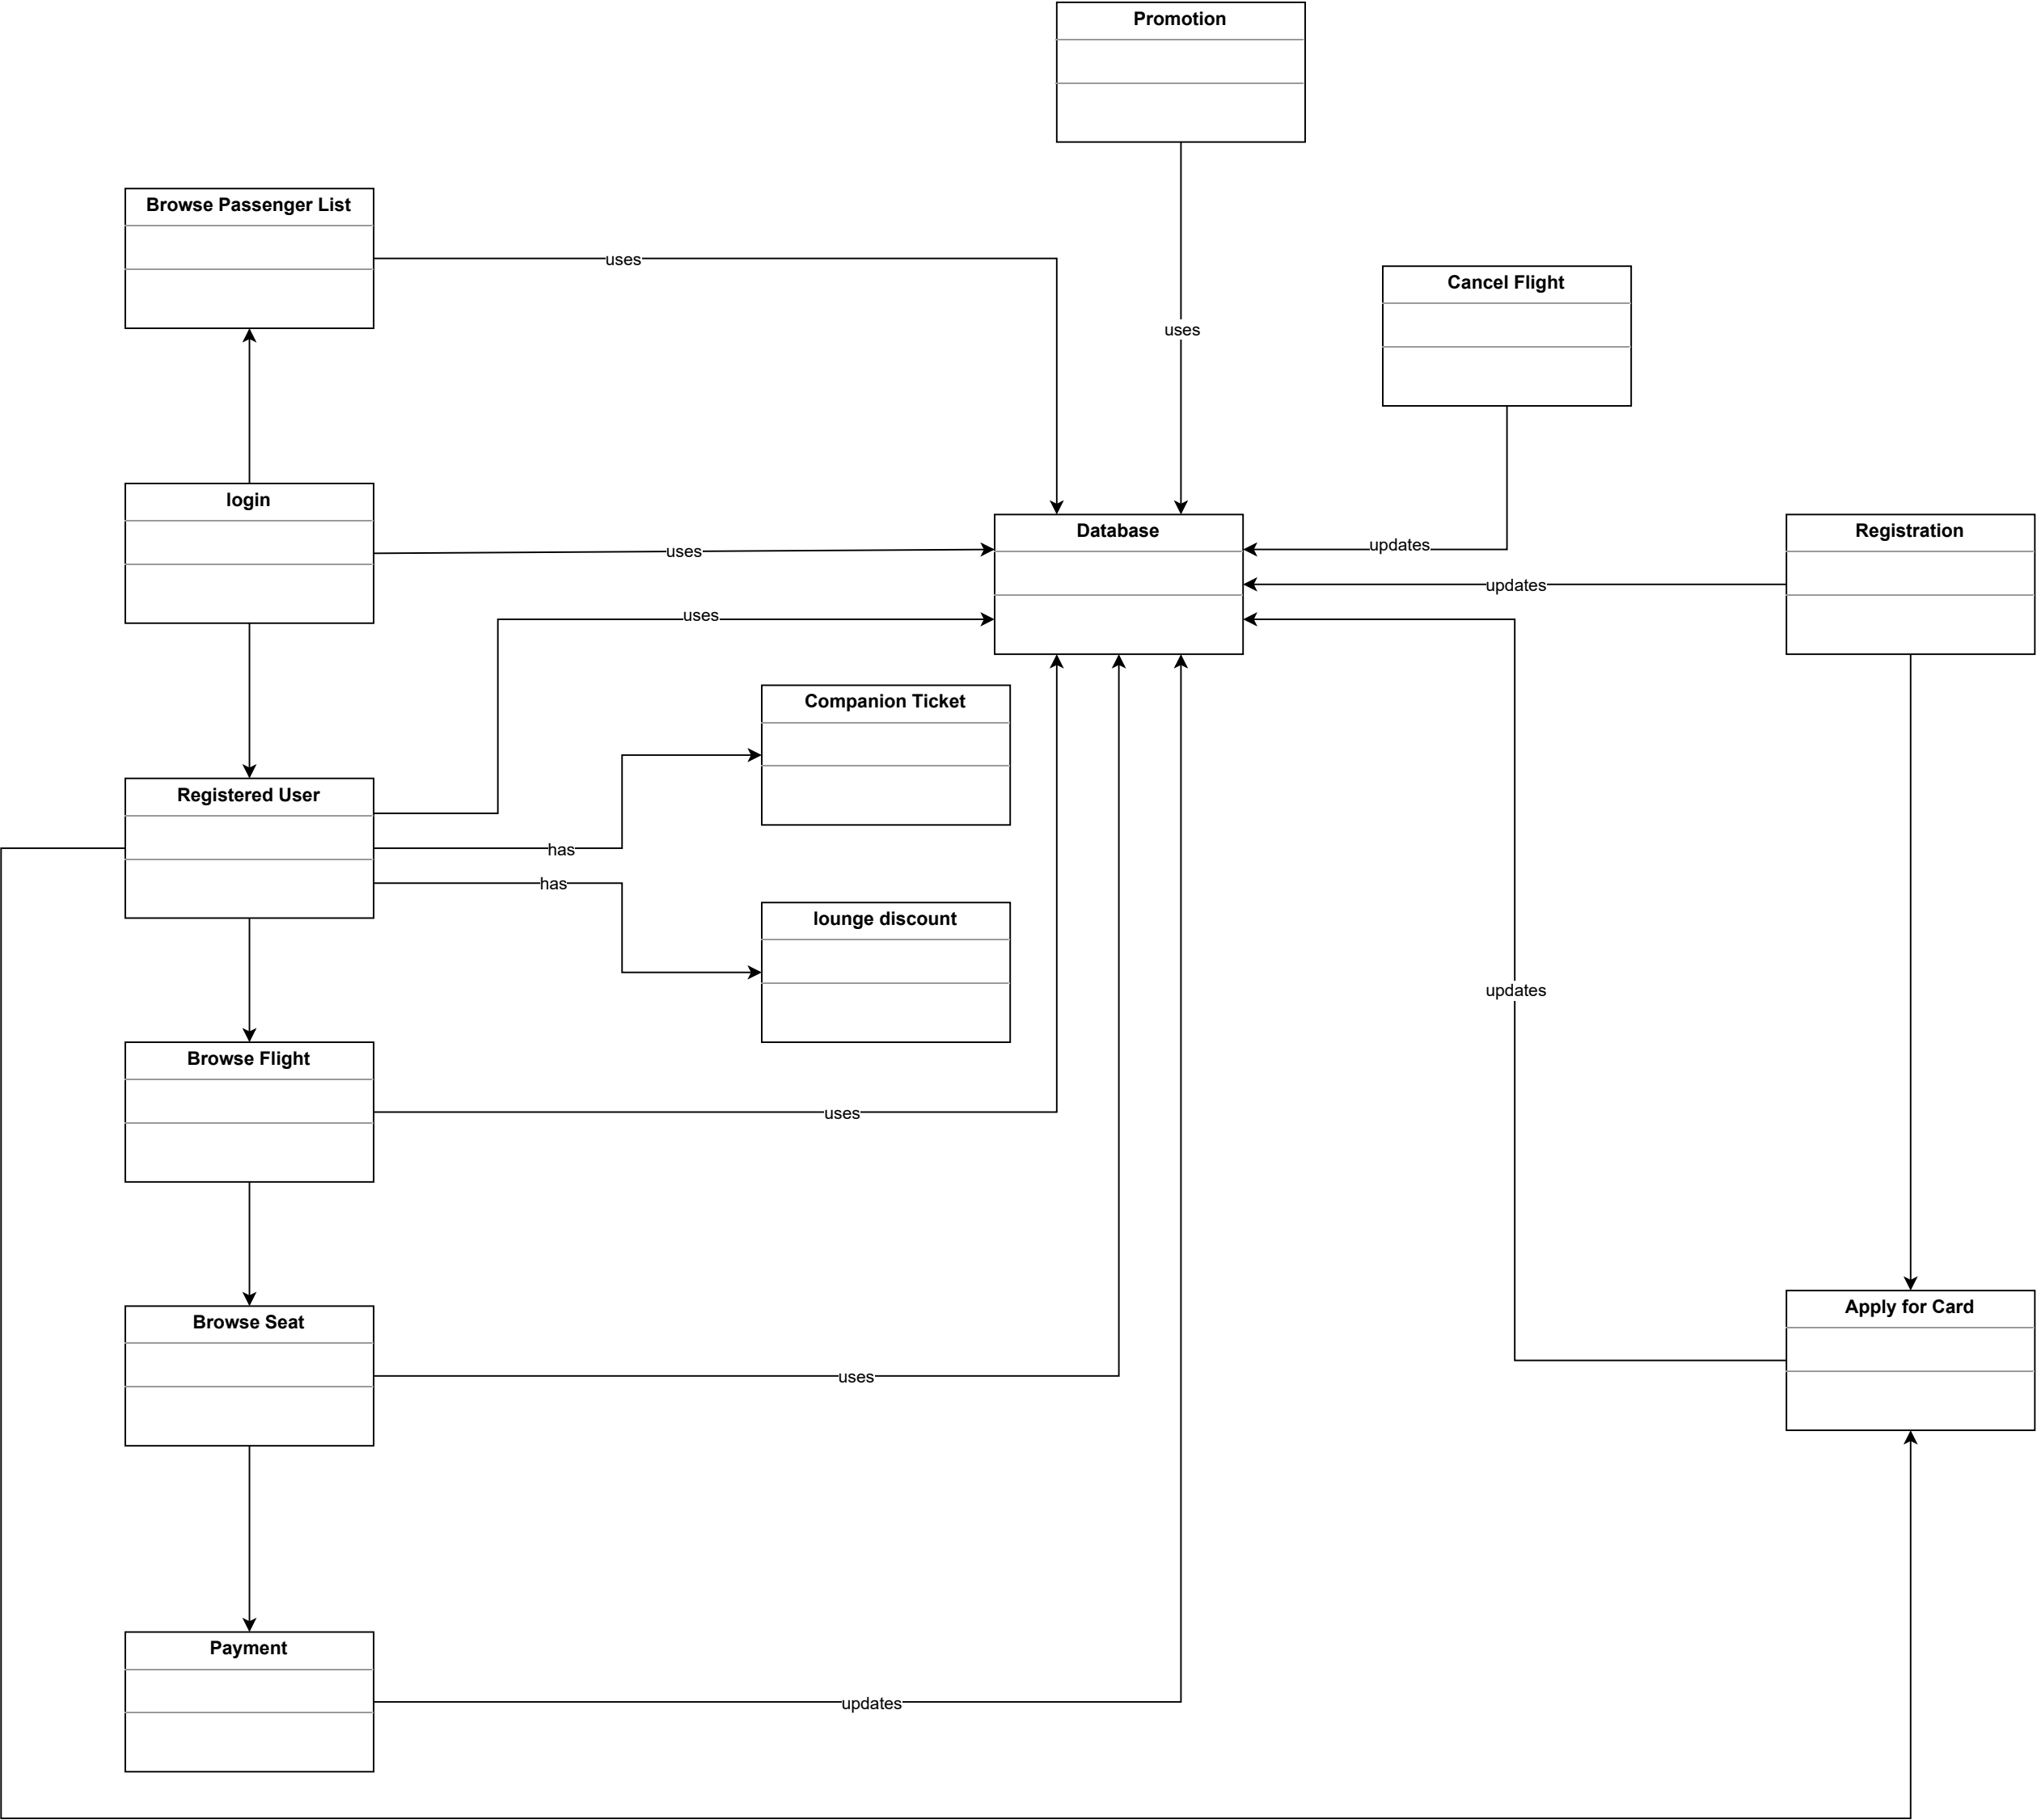 Promotion
Browse Passenger List
uses
Cancel Flight
uses
login
Database
Registration
uses
updates
updates
uses
Companion Ticket
Registered User
has
has
lounge discount
updates
Browse Flight
uses
Apply for Card
Browse Seat
uses
Payment
updates